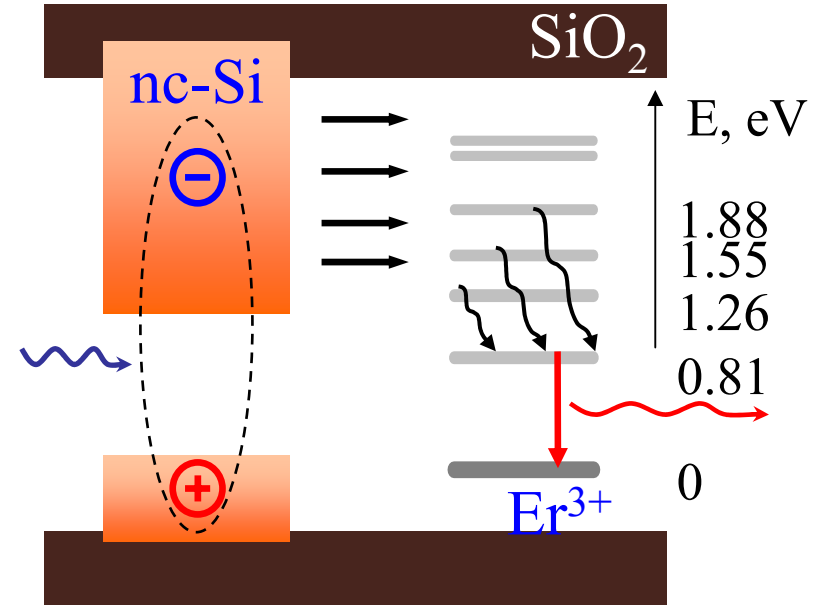 SiO₂
nc-Si
E, eV
−
1.88
1.55
1.26
0.81
+
0
Er³⁺